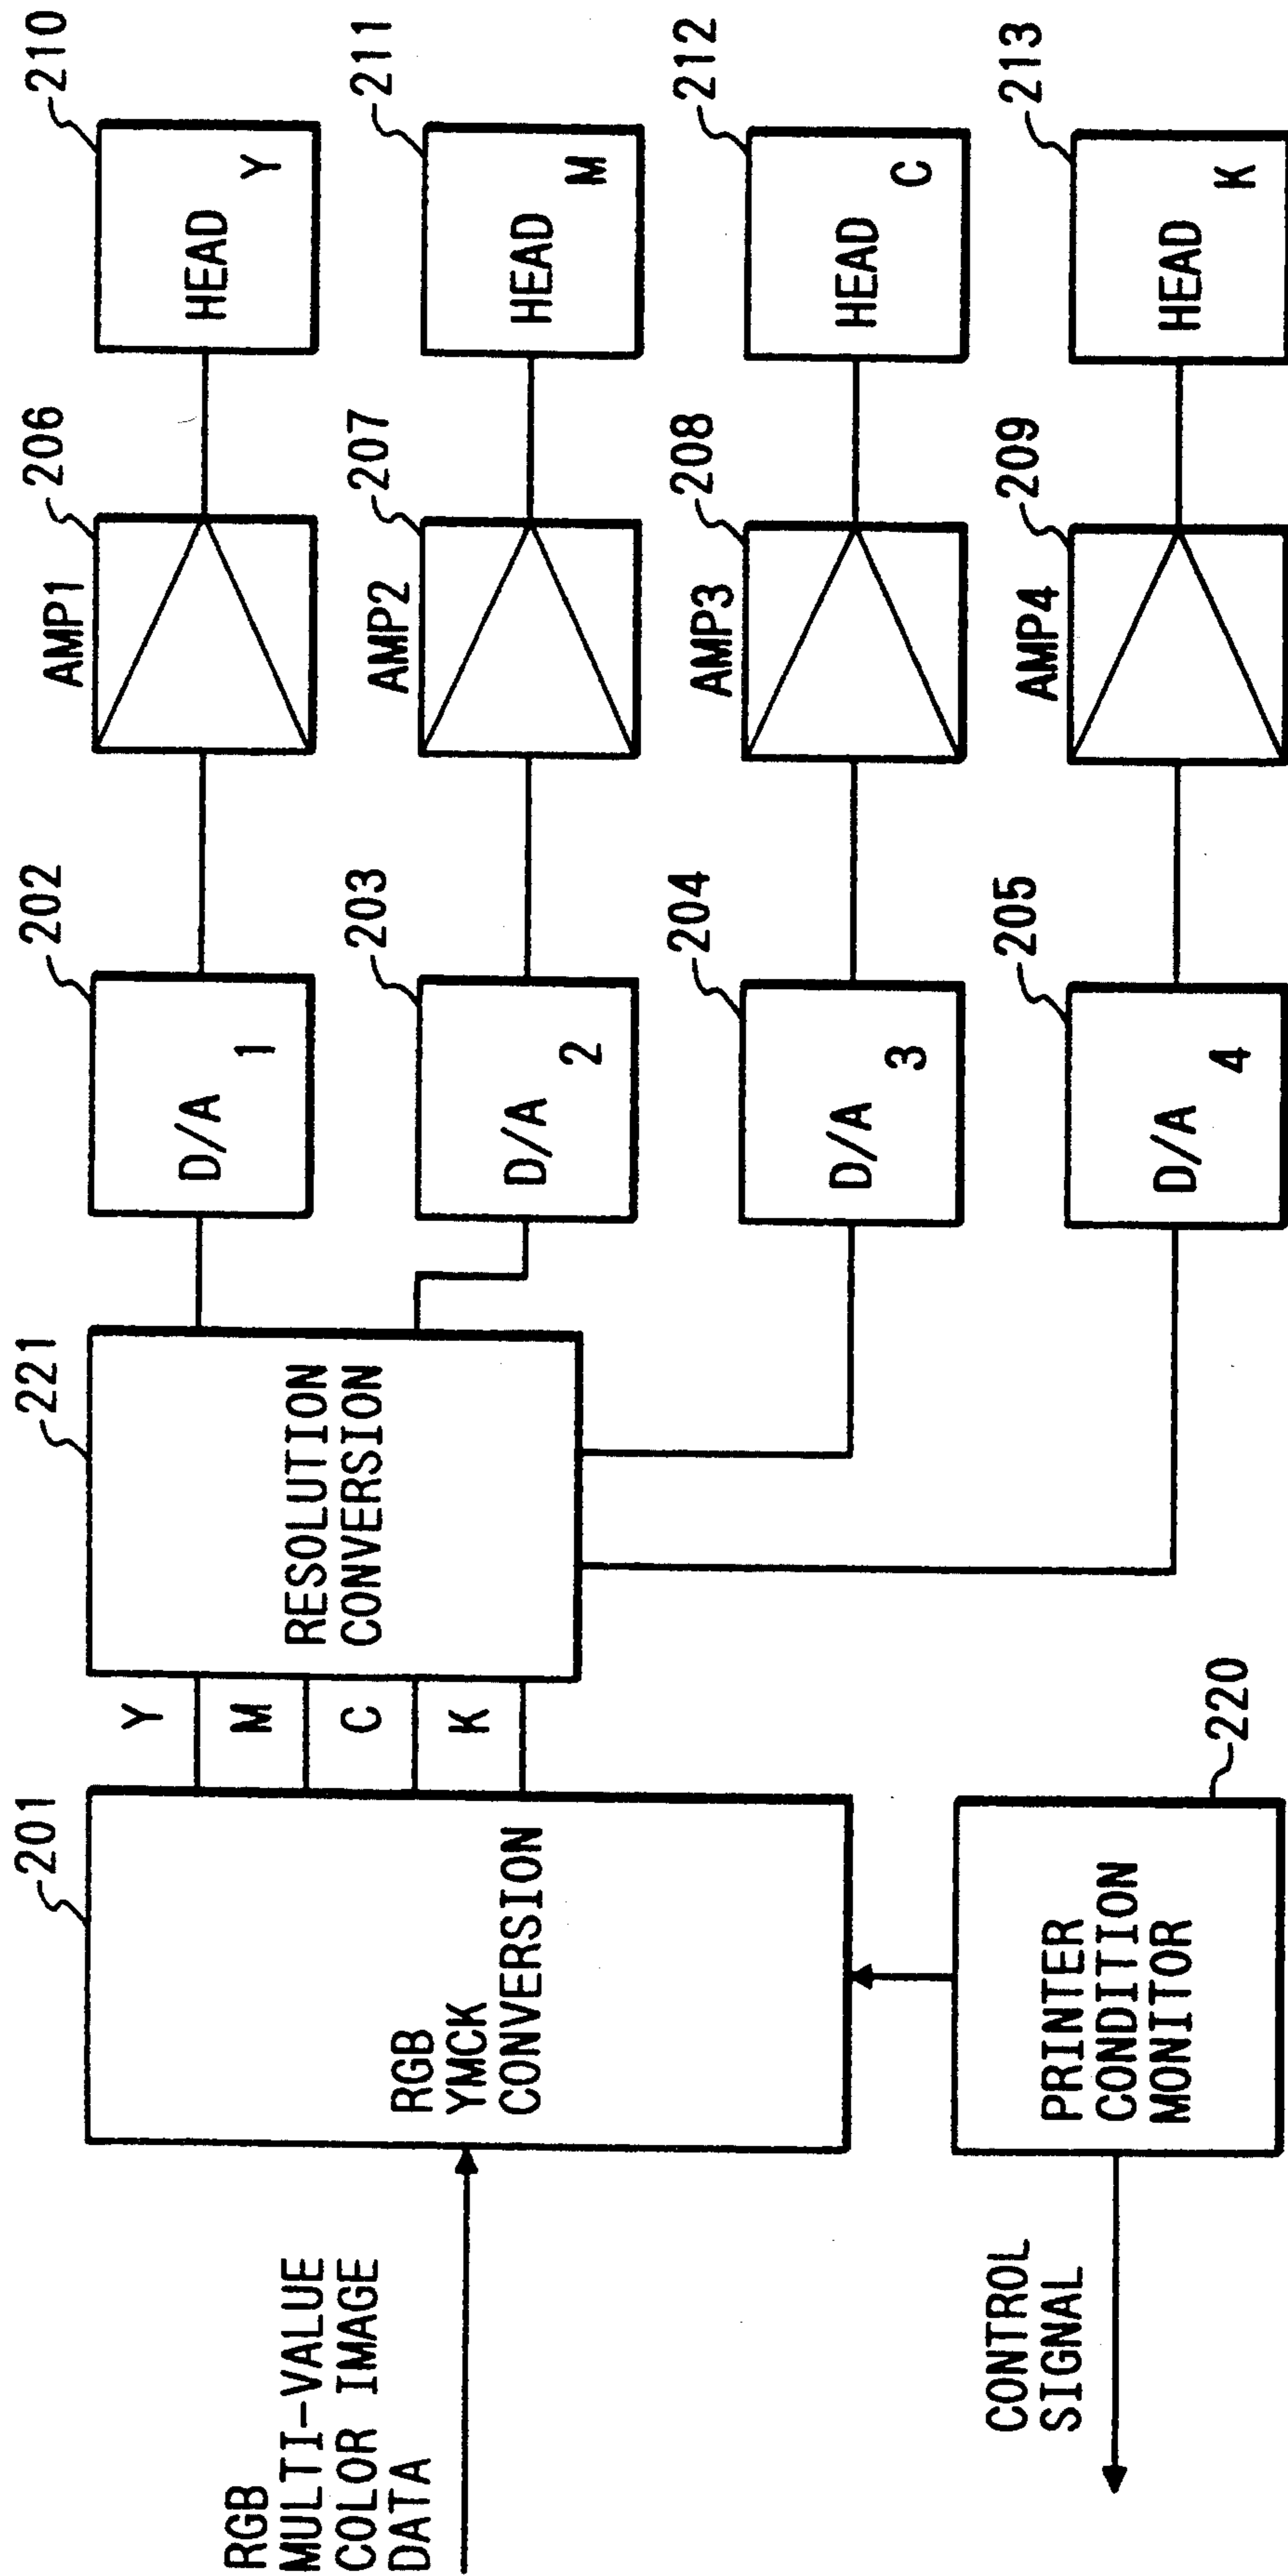 RGB
MULTI-VALUE
COLOR IMAGE
DATA
201
RGB
YMCK
CONVERSION
Y
M
C
K
221
RESOLUTION
CONVERSION
202
D/A
1
AMP1
206
HEAD
Y
210
203
D/A
2
AMP2
207
HEAD
M
211
204
D/A
3
AMP3
208
HEAD
C
212
205
D/A
4
AMP4
209
HEAD
K
213
CONTROL
SIGNAL
PRINTER
CONDITION
MONITOR
220